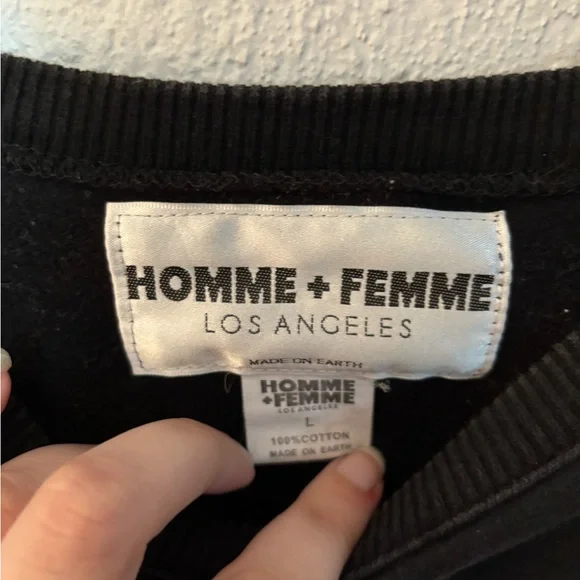 HOMME + FEMME
LOS ANGELES
MADE ON EARTH
HOMME
+FEMME
LOS ANGELES
L
100%COTTON
MADE ON EARTH